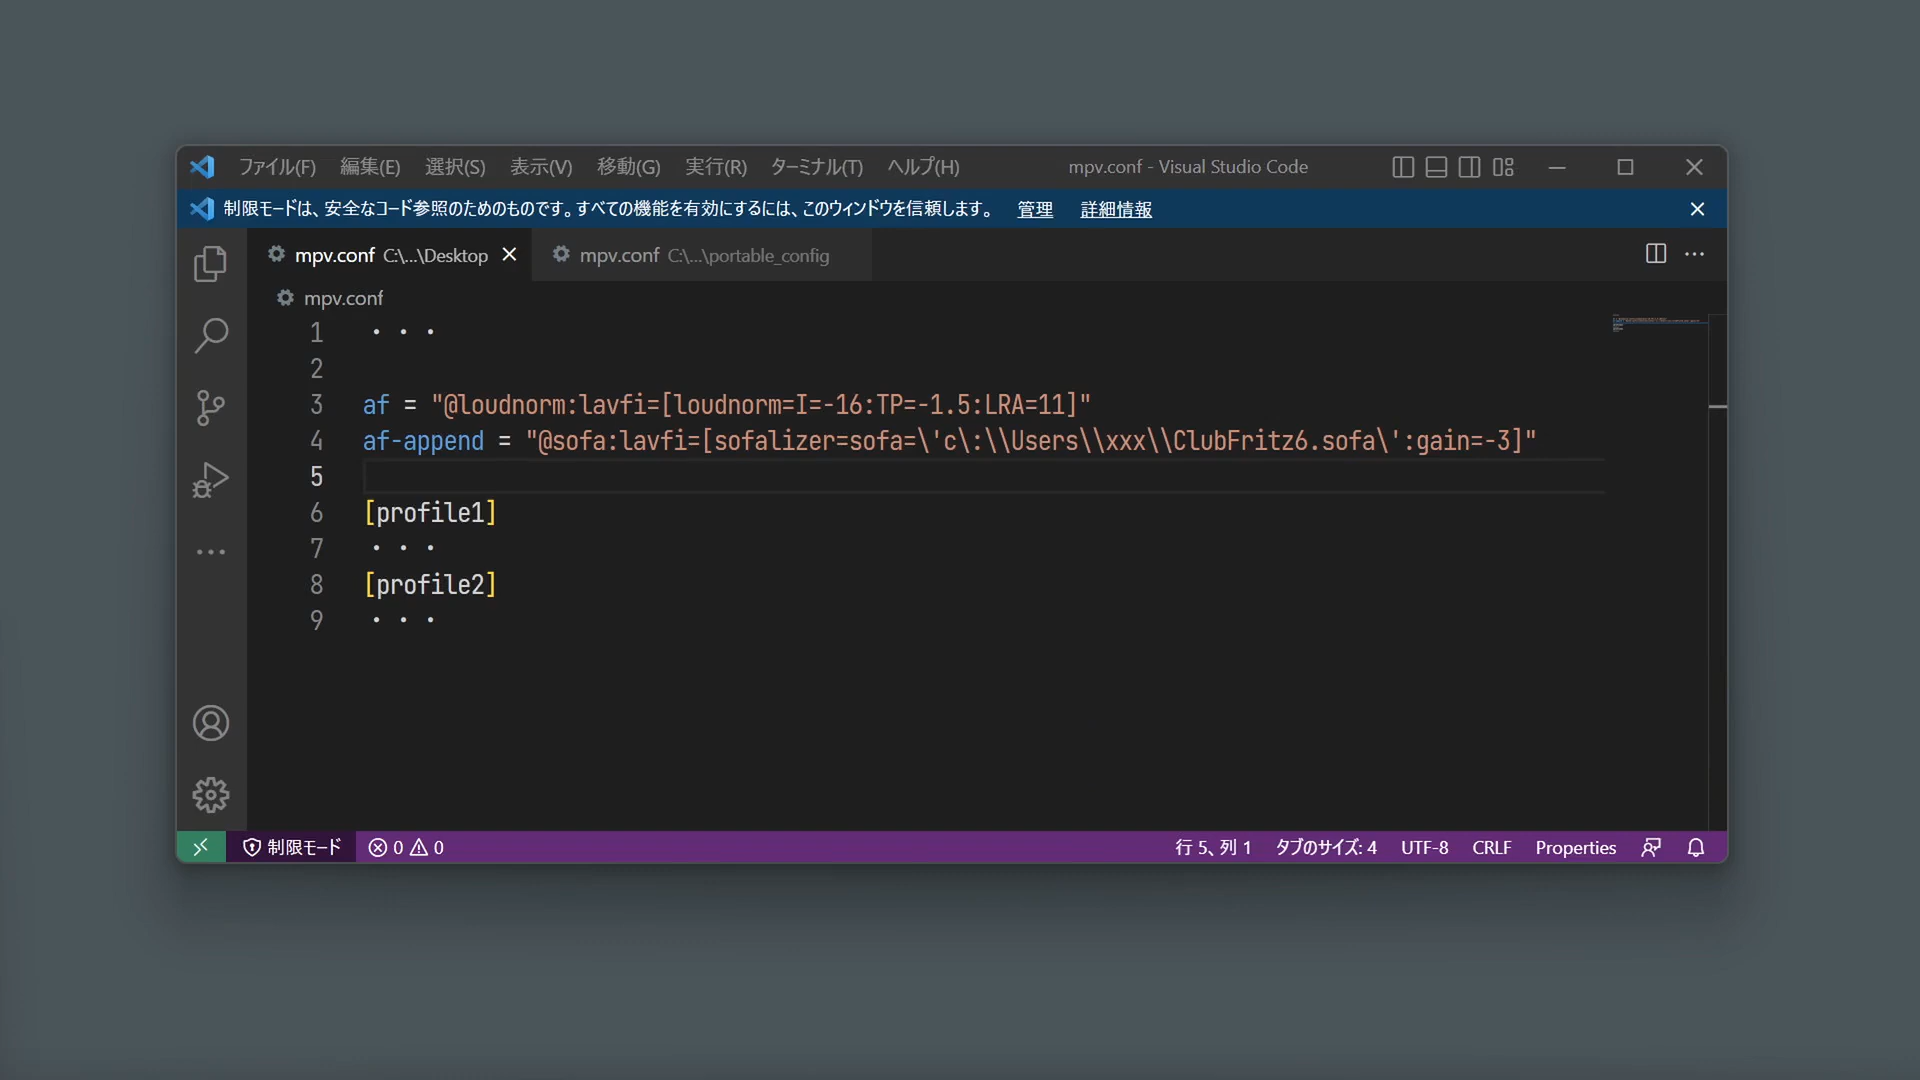 ファイル(F) 編集(E) 選択(S) 表示(V) 移動(G) 実行(R) ターミナル(T) ヘルプ(H) mpv.conf - Visual Studio Code
制限モードは、安全なコード参照のためのものです。すべての機能を有効にするには、このウィンドウを信頼します。 管理 詳細情報
mpv.conf C:\...\Desktop mpv.conf C:\...\portable_config
mpv.conf
1 ・・・
2
3 af = "@loudnorm:lavfi=[loudnorm=I=-16:TP=-1.5:LRA=11]"
4 af-append = "@sofa:lavfi=[sofalizer=sofa=\'c\:\\Users\\xxx\\ClubFritz6.sofa\':gain=-3]"
5
6 [profile1]
7 ・・・
8 [profile2]
9 ・・・
制限モード 0 0 行 5、列 1 タブのサイズ: 4 UTF-8 CRLF Properties